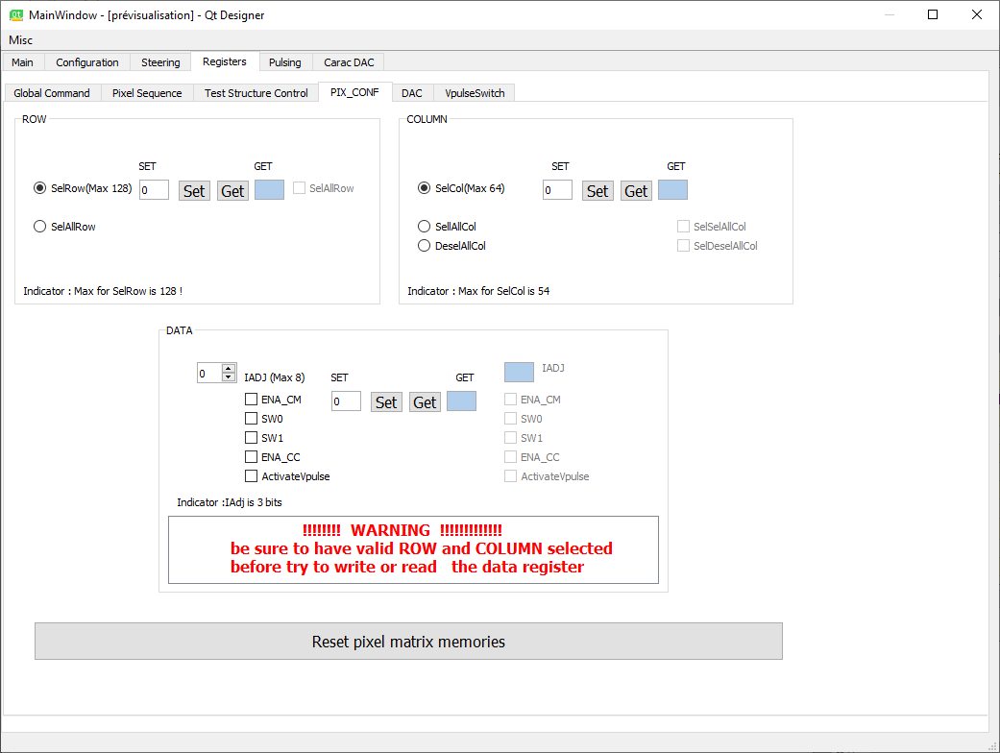 MainWindow - [prévisualisation] - Qt Designer
Misc
Main Configuration Steering Registers Pulsing Carac DAC
Global Command Pixel Sequence Test Structure Control PIX_CONF DAC VpulseSwitch
ROW
SET GET
SelRow(Max 128) 0 Set Get SelAllRow
SelAllRow
Indicator : Max for SelRow is 128 !
COLUMN
SET GET
SelCol(Max 64) 0 Set Get
SellAllCol SelSelAllCol
DeselAllCol SelDeselAllCol
Indicator : Max for SelCol is 54
DATA
0 IADJ (Max 8) SET GET IADJ
ENA_CM 0 Set Get ENA_CM
SW0 SW0
SW1 SW1
ENA_CC ENA_CC
ActivateVpulse ActivateVpulse
Indicator :IAdj is 3 bits
!!!!!!!! WARNING !!!!!!!!!!!!!
be sure to have valid ROW and COLUMN selected
before try to write or read the data register
Reset pixel matrix memories